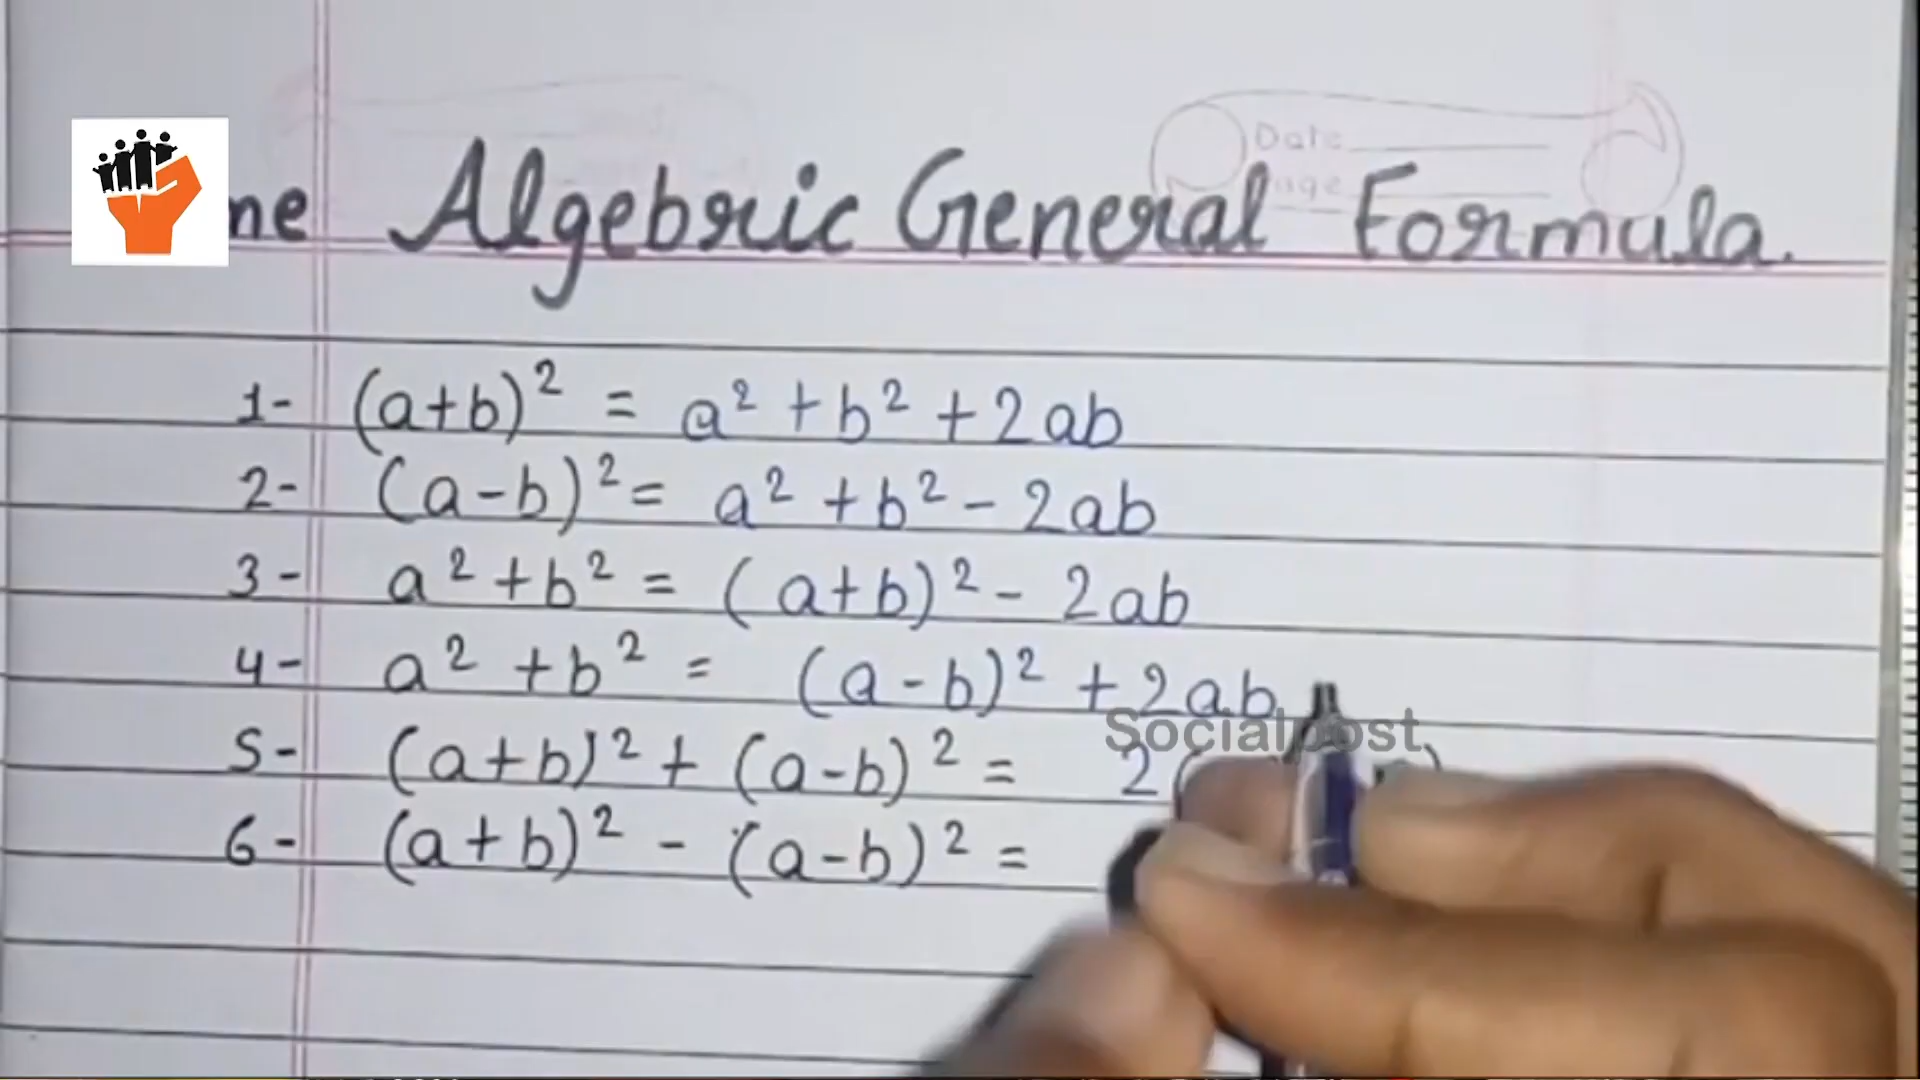 Date
ne Algebric General Formula.
1- (a+b)² = a² + b² + 2ab
2- (a-b)² = a² + b² - 2ab
3- a² + b² = (a+b)² - 2ab
4- a² + b² = (a-b)² + 2ab
Socialpost
5- (a+b)² + (a-b)² = 2(
6- (a+b)² - (a-b)² =